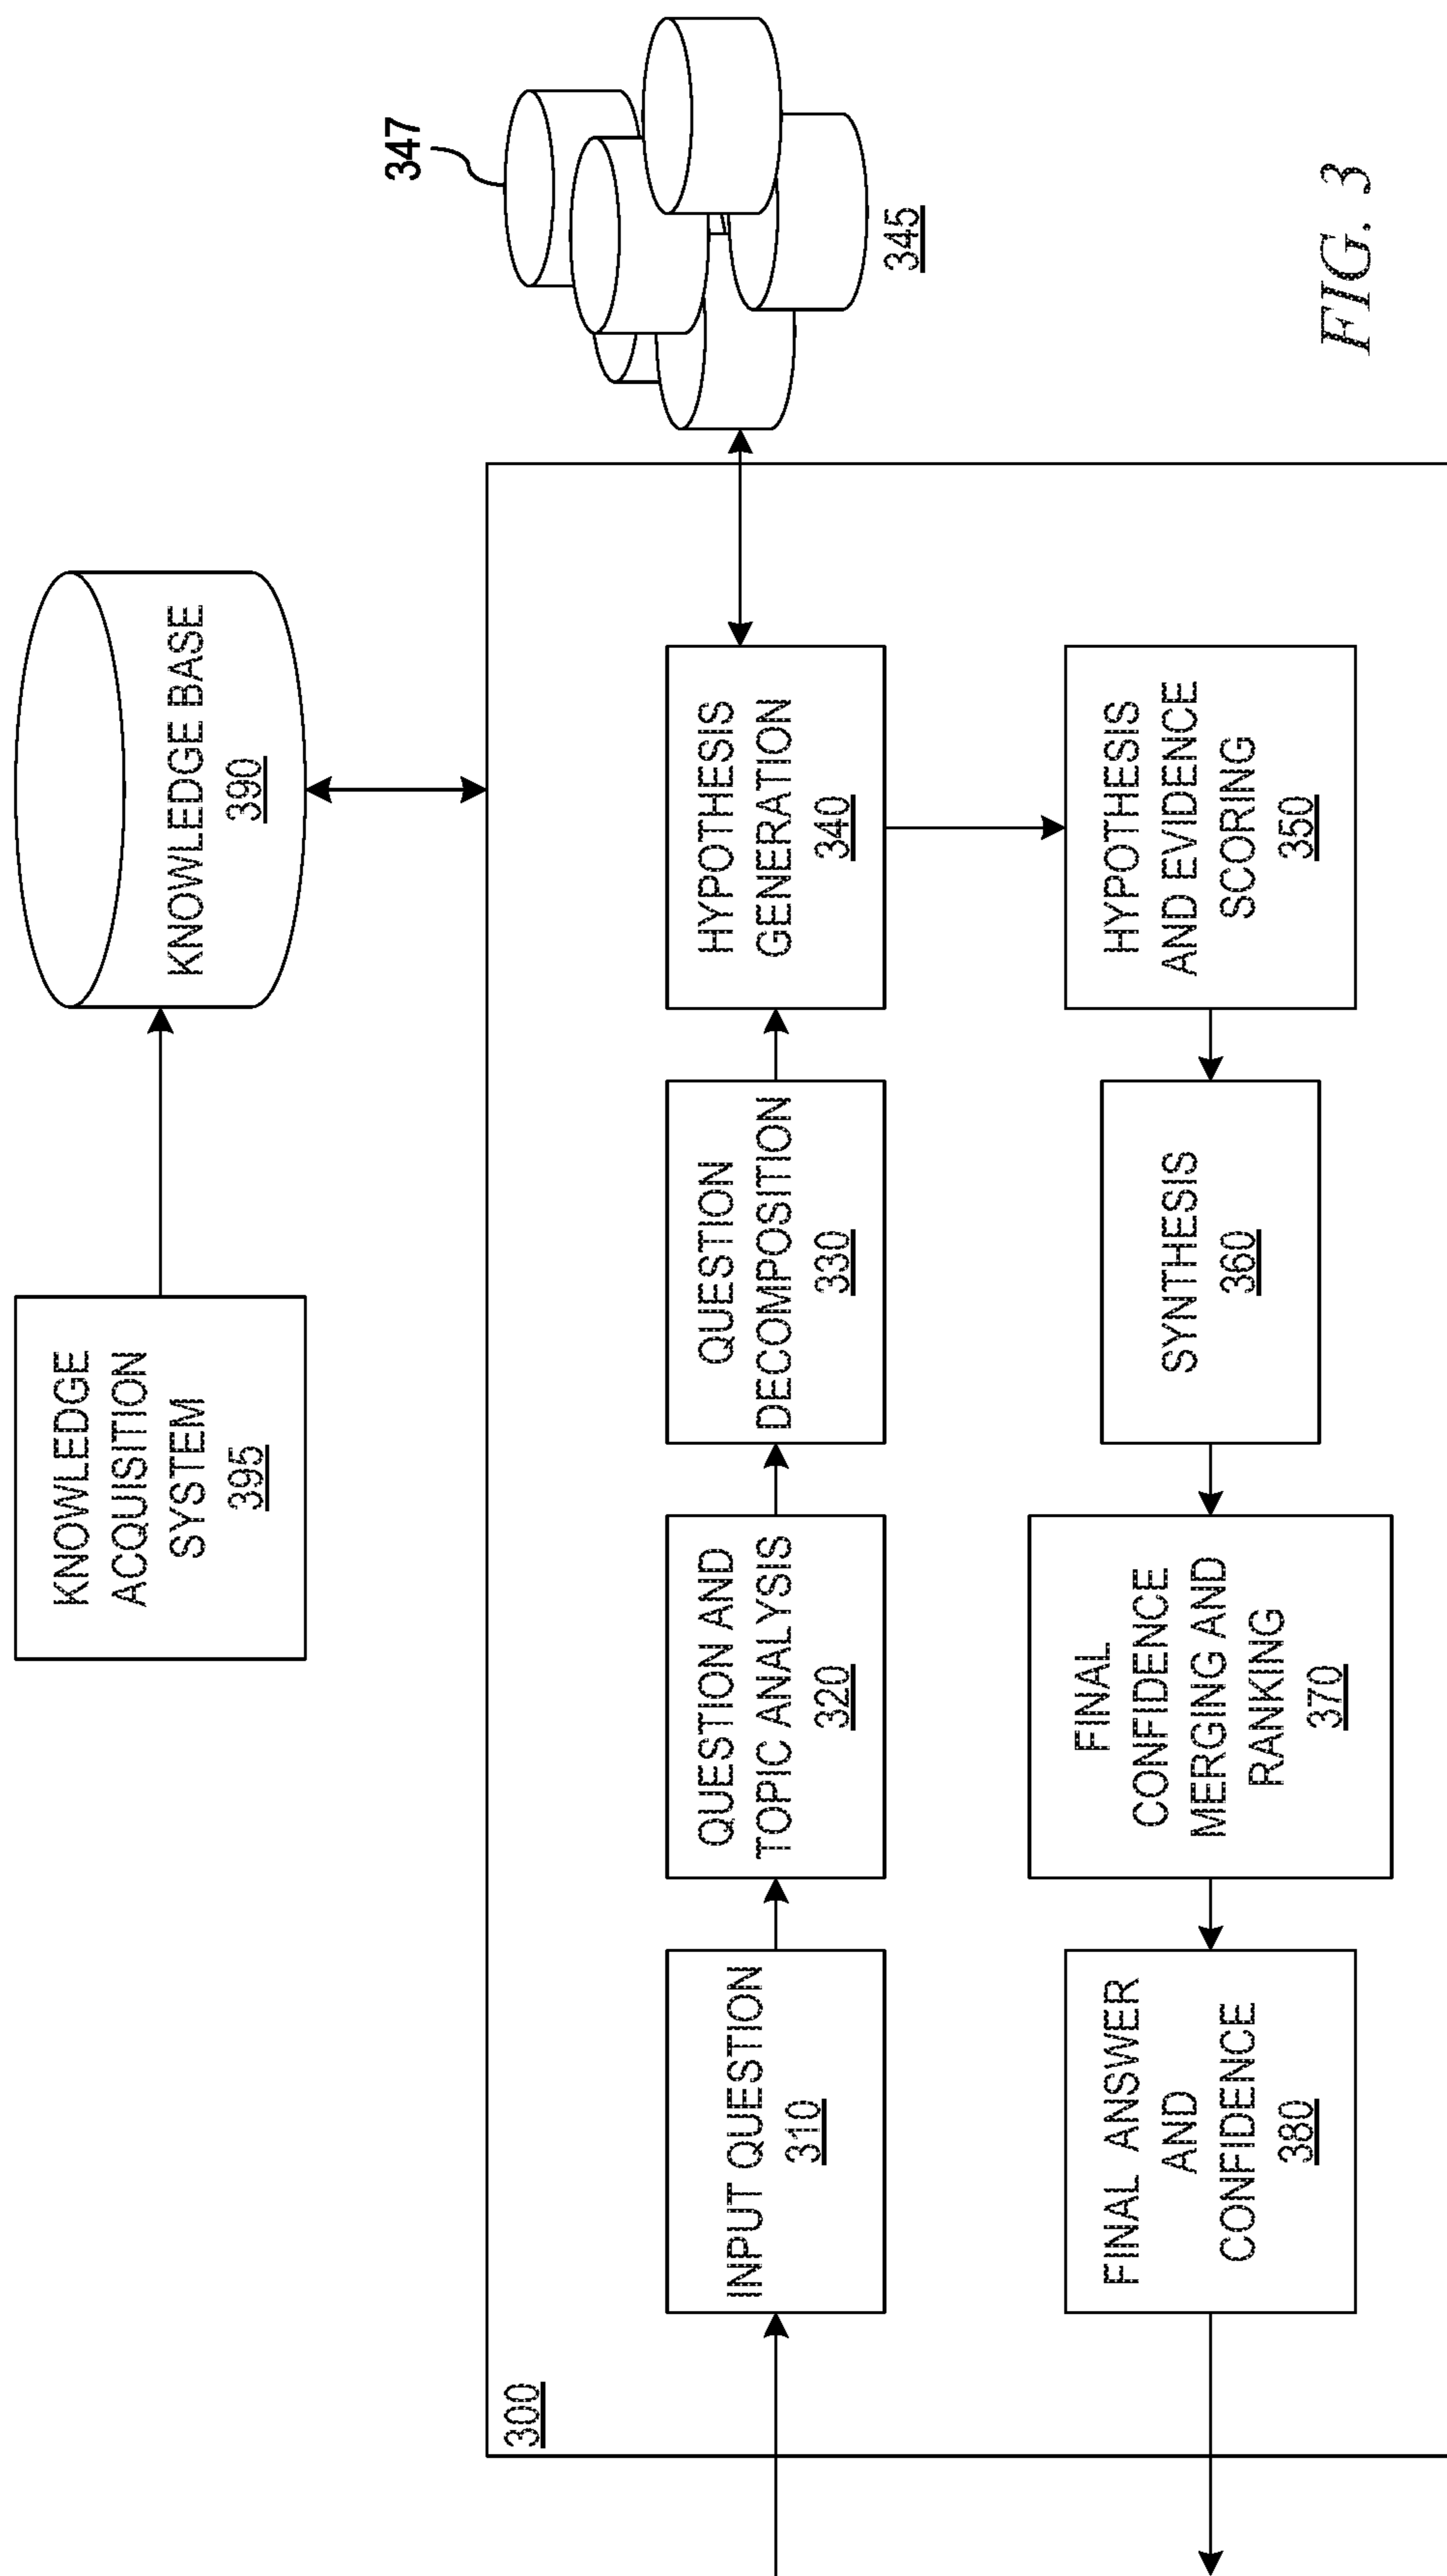 KNOWLEDGE
ACQUISITION
SYSTEM
395
KNOWLEDGE BASE
390
347
345
300
INPUT QUESTION
310
QUESTION AND
TOPIC ANALYSIS
320
QUESTION
DECOMPOSITION
330
HYPOTHESIS
GENERATION
340
FINAL ANSWER
AND
CONFIDENCE
380
FINAL
CONFIDENCE
MERGING AND
RANKING
370
SYNTHESIS
360
HYPOTHESIS
AND EVIDENCE
SCORING
350
FIG. 3